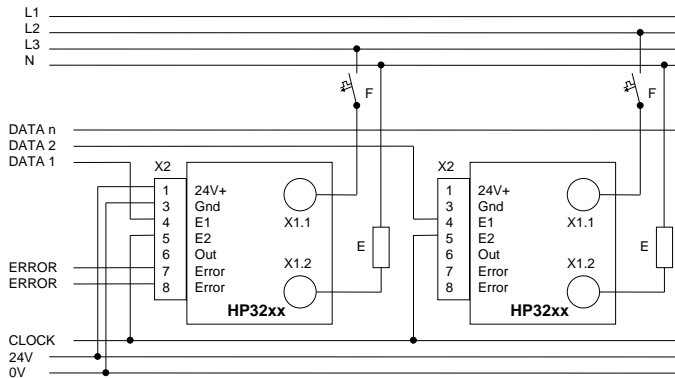 L1
L2
L3
N
F
F
DATA n
DATA 2
DATA 1
X2
X2
1 24V+
3 Gnd
4 E1
5 E2
6 Out
7 Error
8 Error
X1.1
X1.2
HP32xx
E
1 24V+
3 Gnd
4 E1
5 E2
6 Out
7 Error
8 Error
X1.1
X1.2
HP32xx
E
ERROR
ERROR
CLOCK
24V
0V